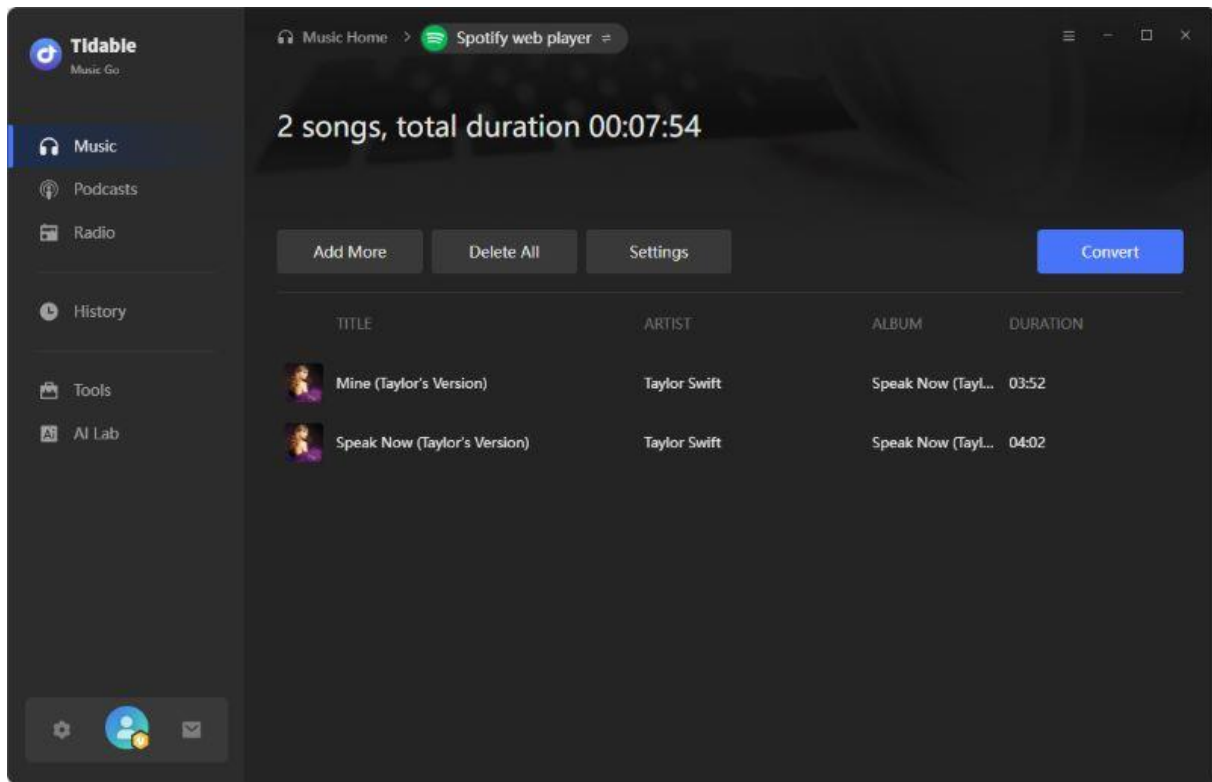 Tidable
Music Go
Music Home > Spotify web player
2 songs, total duration 00:07:54
Music
Podcasts
Radio
History
Tools
AI Lab
Add More Delete All Settings Convert
TITLE ARTIST ALBUM DURATION
Mine (Taylor's Version) Taylor Swift Speak Now (Tayl... 03:52
Speak Now (Taylor's Version) Taylor Swift Speak Now (Tayl... 04:02